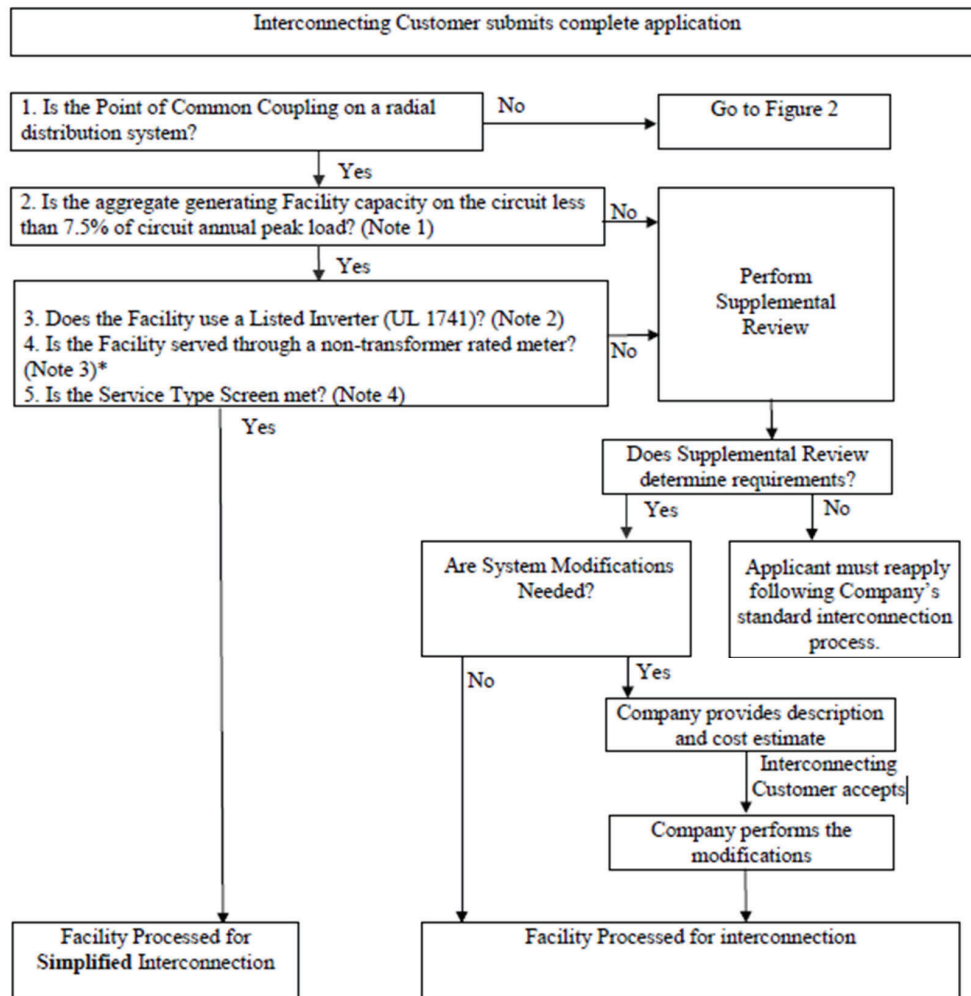 Interconnecting Customer submits complete application
1. Is the Point of Common Coupling on a radial
distribution system?
No
Go to Figure 2
Yes
2. Is the aggregate generating Facility capacity on the circuit less
than 7.5% of circuit annual peak load? (Note 1)
No
Yes
Perform
Supplemental
Review
3. Does the Facility use a Listed Inverter (UL 1741)? (Note 2)
4. Is the Facility served through a non-transformer rated meter?
(Note 3)*
5. Is the Service Type Screen met? (Note 4)
No
Yes
Does Supplemental Review
determine requirements?
Yes
No
Are System Modifications
Needed?
Applicant must reapply
following Company's
standard interconnection
process.
No
Yes
Company provides description
and cost estimate
Interconnecting
Customer accepts
Company performs the
modifications
Facility Processed for
Simplified Interconnection
Facility Processed for interconnection